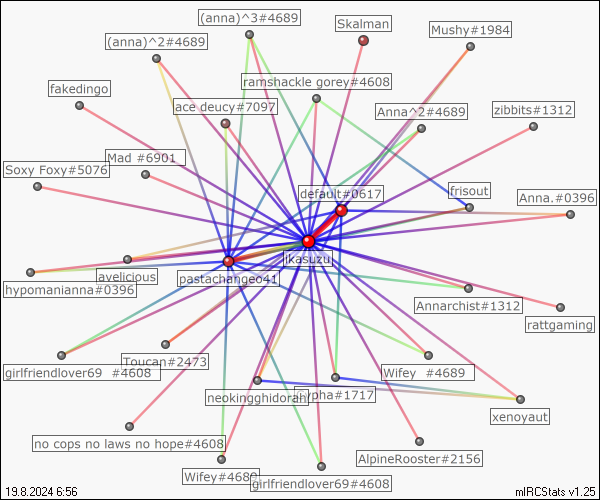 (anna)^3#4689
Skalman
Mushy#1984
(anna)^2#4689
ramshackle gorey#4608
fakedingo
ace deucy#7097
Anna^2#4689
zibbits#1312
Mad #6901
Soxy Foxy#5076
default#0617
frisout
Anna.#0396
ikasuzu
avelicious
pastachange041
hypomanianna#0396
Annarchist#1312
rattgaming
Toucan#2473
girlfriendlover69 #4608
Wifey #4689
neokingghidorah
hypha#1717
xenoyaut
no cops no laws no hope#4608
AlpineRooster#2156
Wifey#4689
girlfriendlover69#4608
19.8.2024 6:56
mIRCStats v1.25